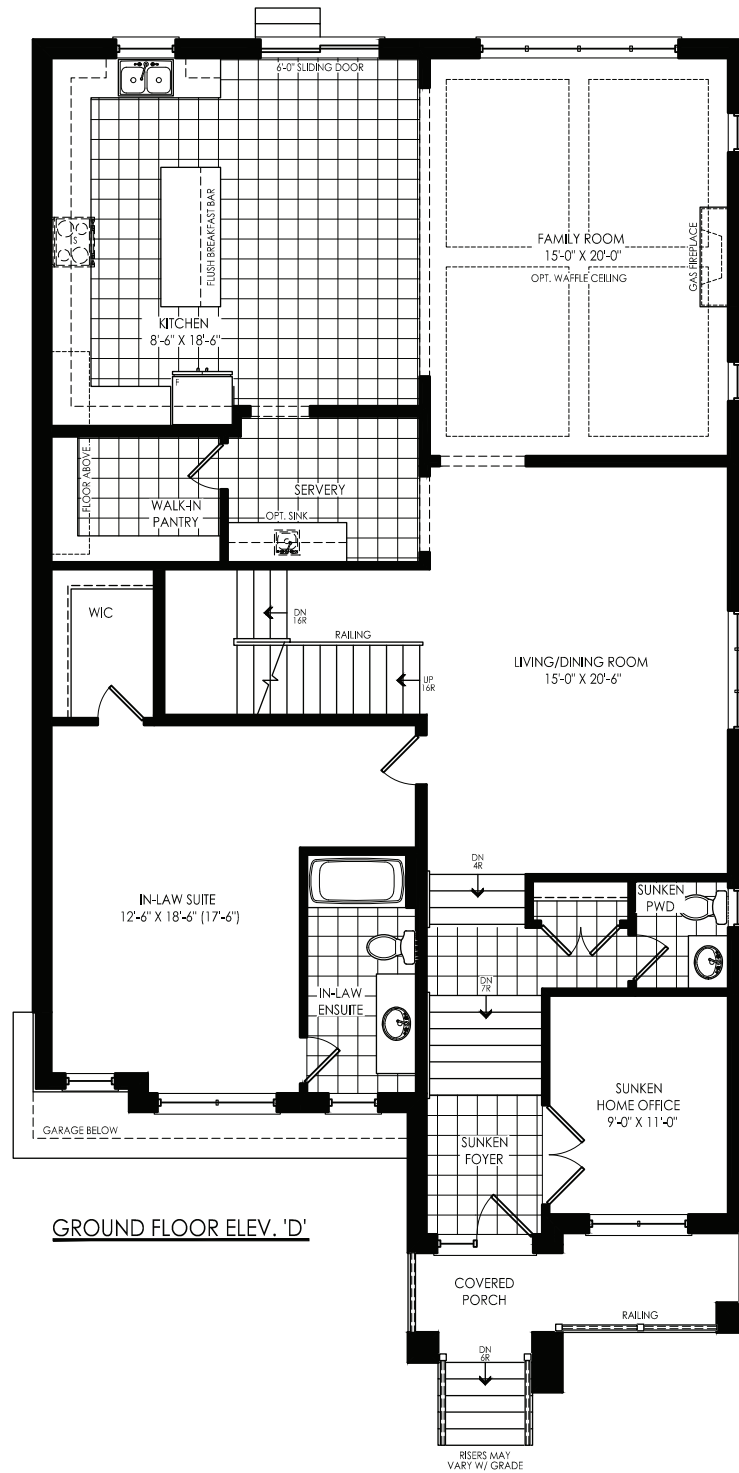 6'-0" SLIDING DOOR
FLUSH BREAKFAST BAR
S
KITCHEN
8'-6" X 18'-6"
F
FAMILY ROOM
15'-0" X 20'-0"
OPT. WAFFLE CEILING
GAS FIREPLACE
FLOOR ABOVE
WALK-IN
PANTRY
SERVERY
OPT. SINK
WIC
DN
16R
RAILING
UP
16R
LIVING/DINING ROOM
15'-0" X 20'-6"
IN-LAW SUITE
12'-6" X 18'-6" (17'-6")
IN-LAW
ENSUITE
DN
4R
SUNKEN
PWD
DN
7R
SUNKEN
HOME OFFICE
9'-0" X 11'-0"
SUNKEN
FOYER
GARAGE BELOW
GROUND FLOOR ELEV. 'D'
COVERED
PORCH
RAILING
DN
6R
RISERS MAY
VARY W/ GRADE